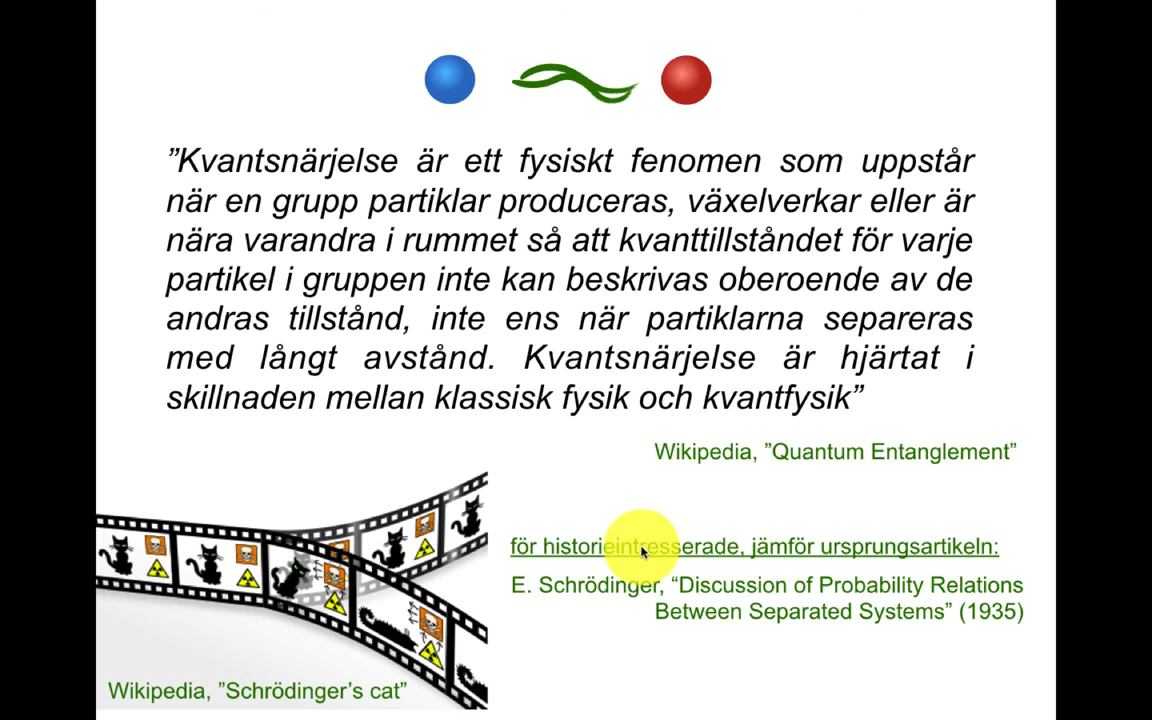 ”Kvantsnärjelse är ett fysiskt fenomen som uppstår
när en grupp partiklar produceras, växelverkar eller är
nära varandra i rummet så att kvanttillståndet för varje
partikel i gruppen inte kan beskrivas oberoende av de
andras tillstånd, inte ens när partiklarna separeras
med långt avstånd. Kvantsnärjelse är hjärtat i
skillnaden mellan klassisk fysik och kvantfysik”
Wikipedia, ”Quantum Entanglement”
för historieintresserade, jämför ursprungsartikeln:
E. Schrödinger, “Discussion of Probability Relations
Between Separated Systems” (1935)
Wikipedia, ”Schrödinger’s cat”